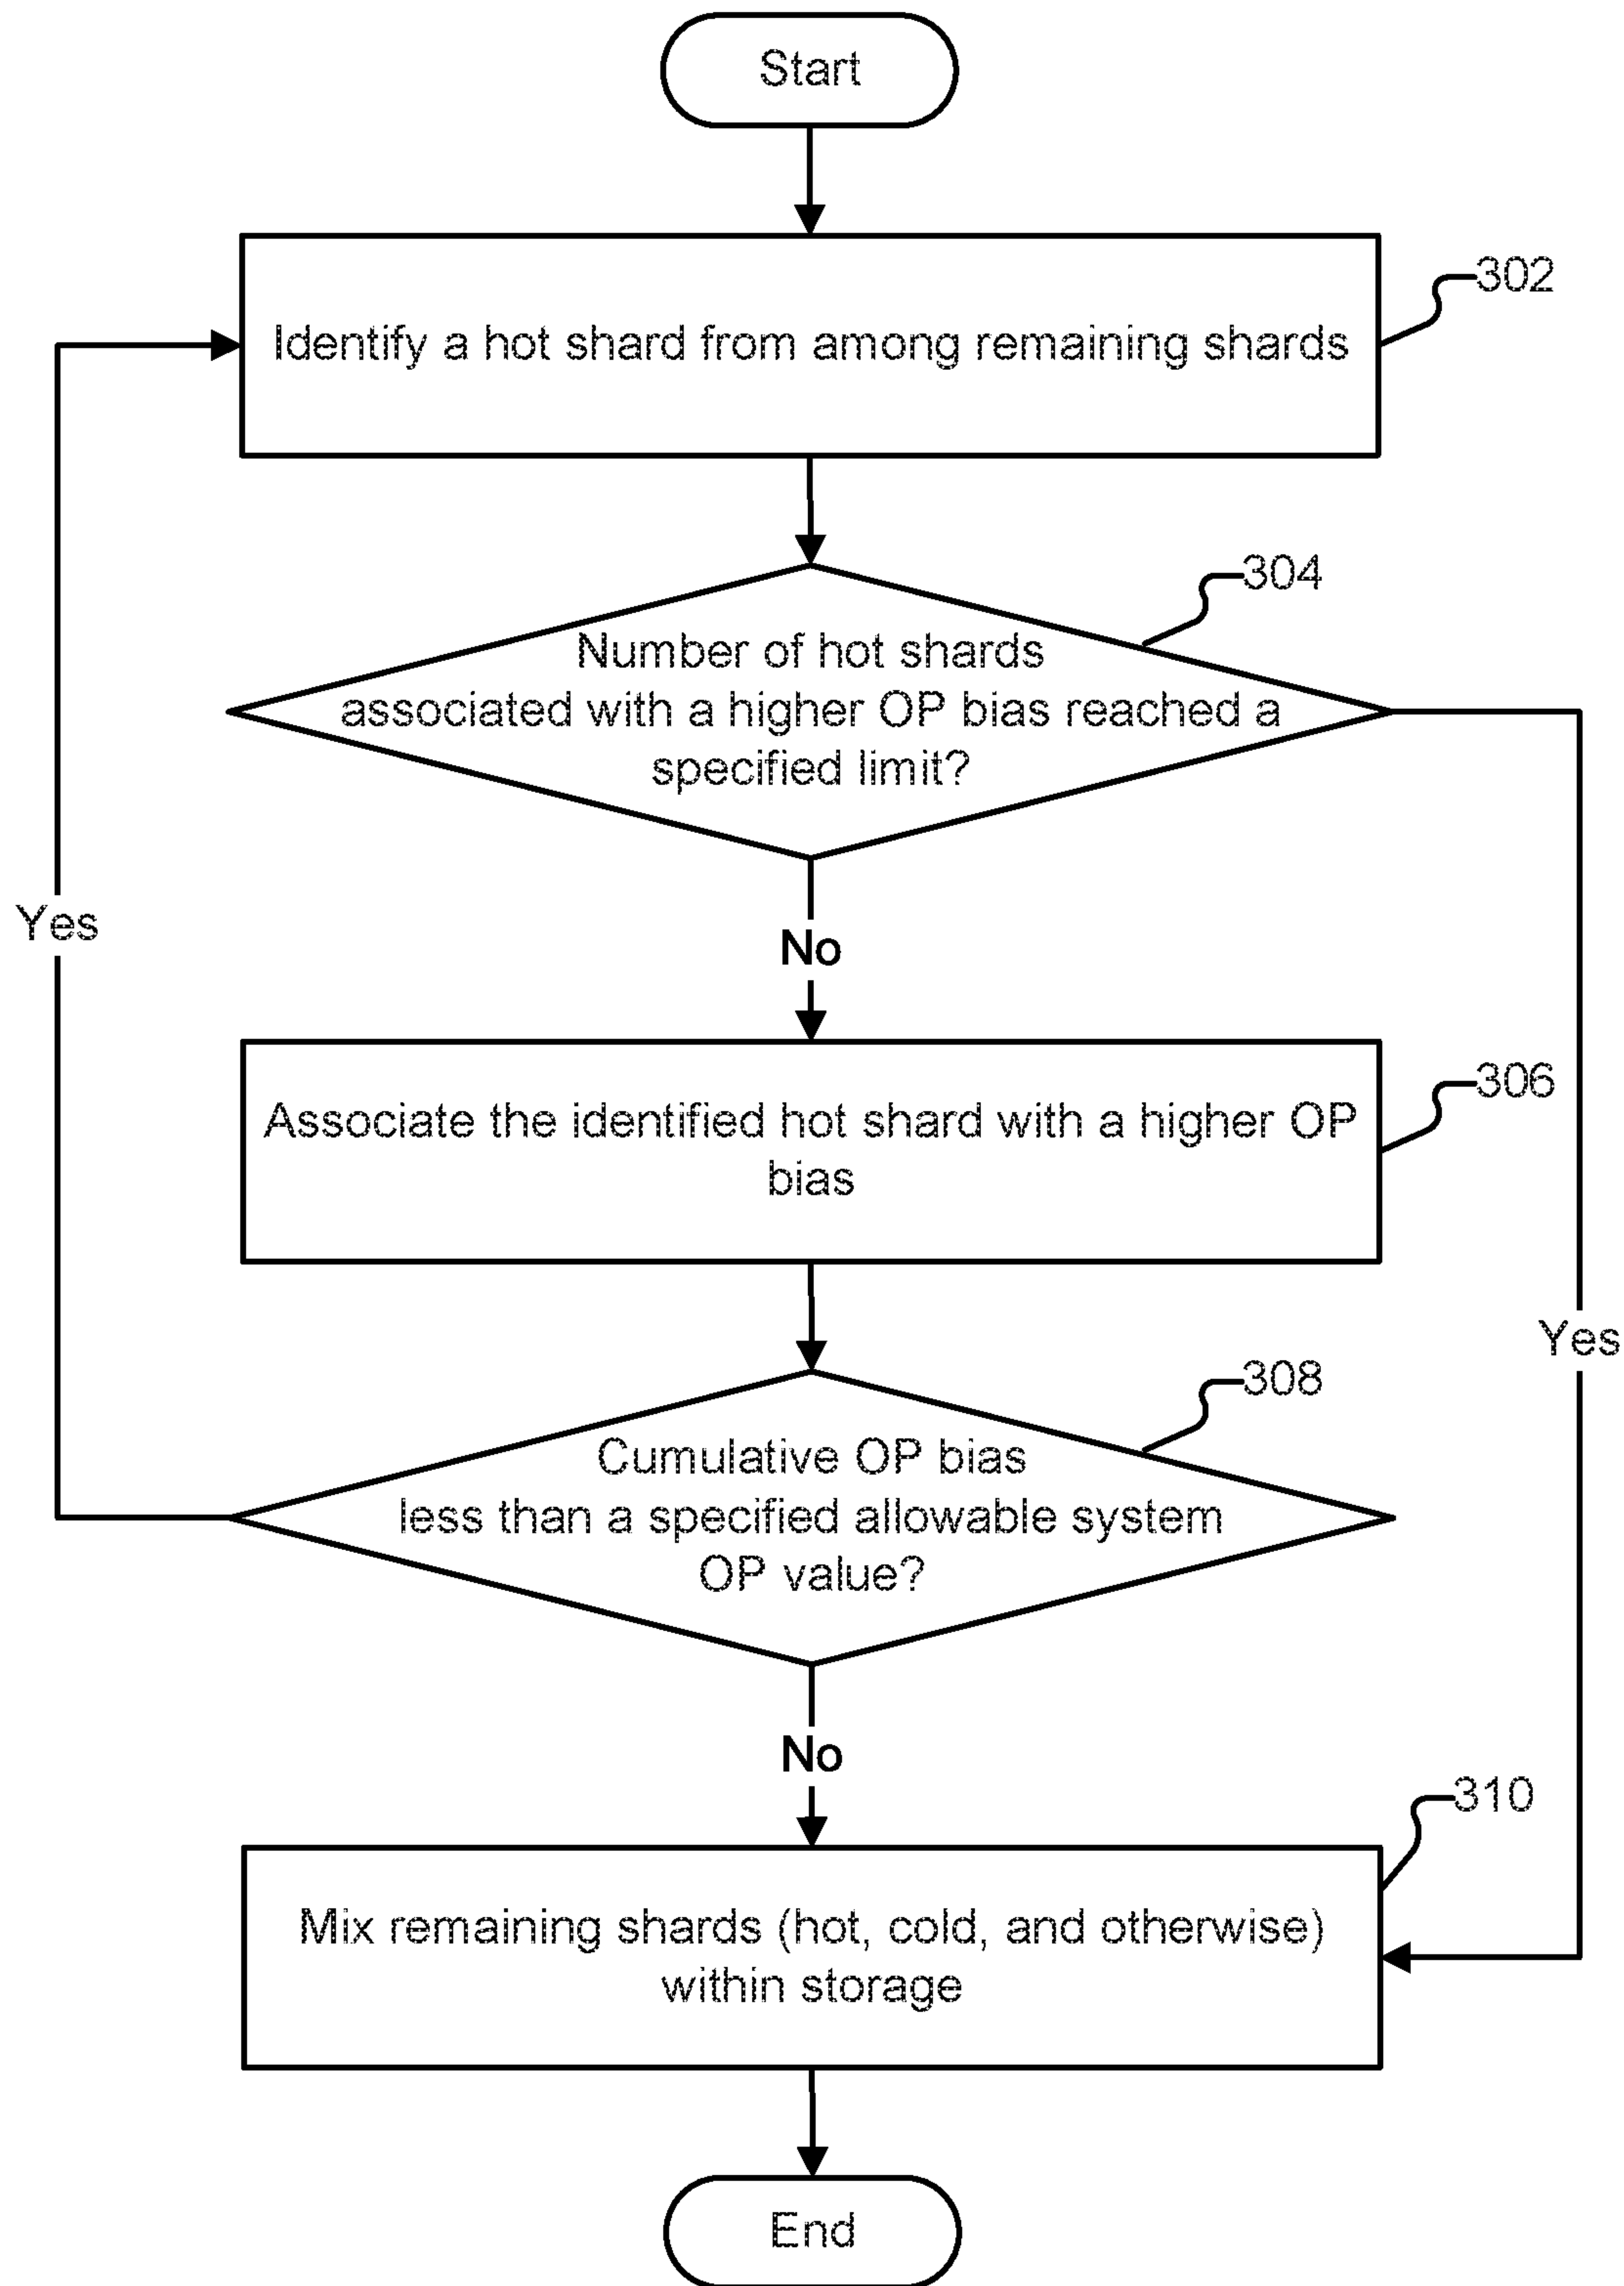 Start
302
Identify a hot shard from among remaining shards
304
Number of hot shards
associated with a higher OP bias reached a
specified limit?
Yes
No
306
Associate the identified hot shard with a higher OP
bias
308
Yes
Cumulative OP bias
less than a specified allowable system
OP value?
No
310
Mix remaining shards (hot, cold, and otherwise)
within storage
End